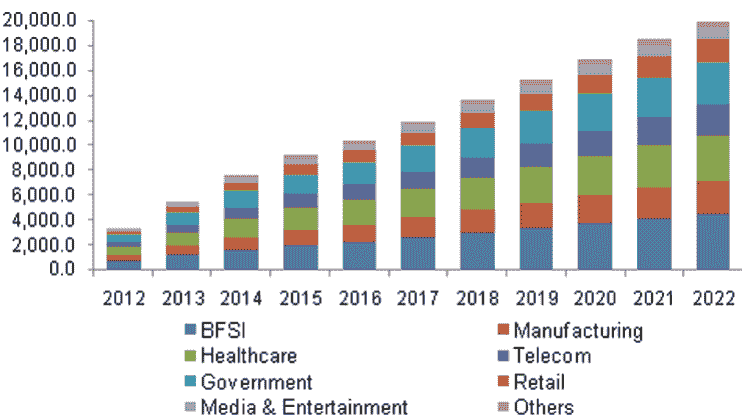 20,000.0
18,000.0
16,000.0
14,000.0
12,000.0
10,000.0
8,000.0
6,000.0
4,000.0
2,000.0
0.0
2012 2013 2014 2015 2016 2017 2018 2019 2020 2021 2022
BFSI Manufacturing
Healthcare Telecom
Government Retail
Media & Entertainment Others